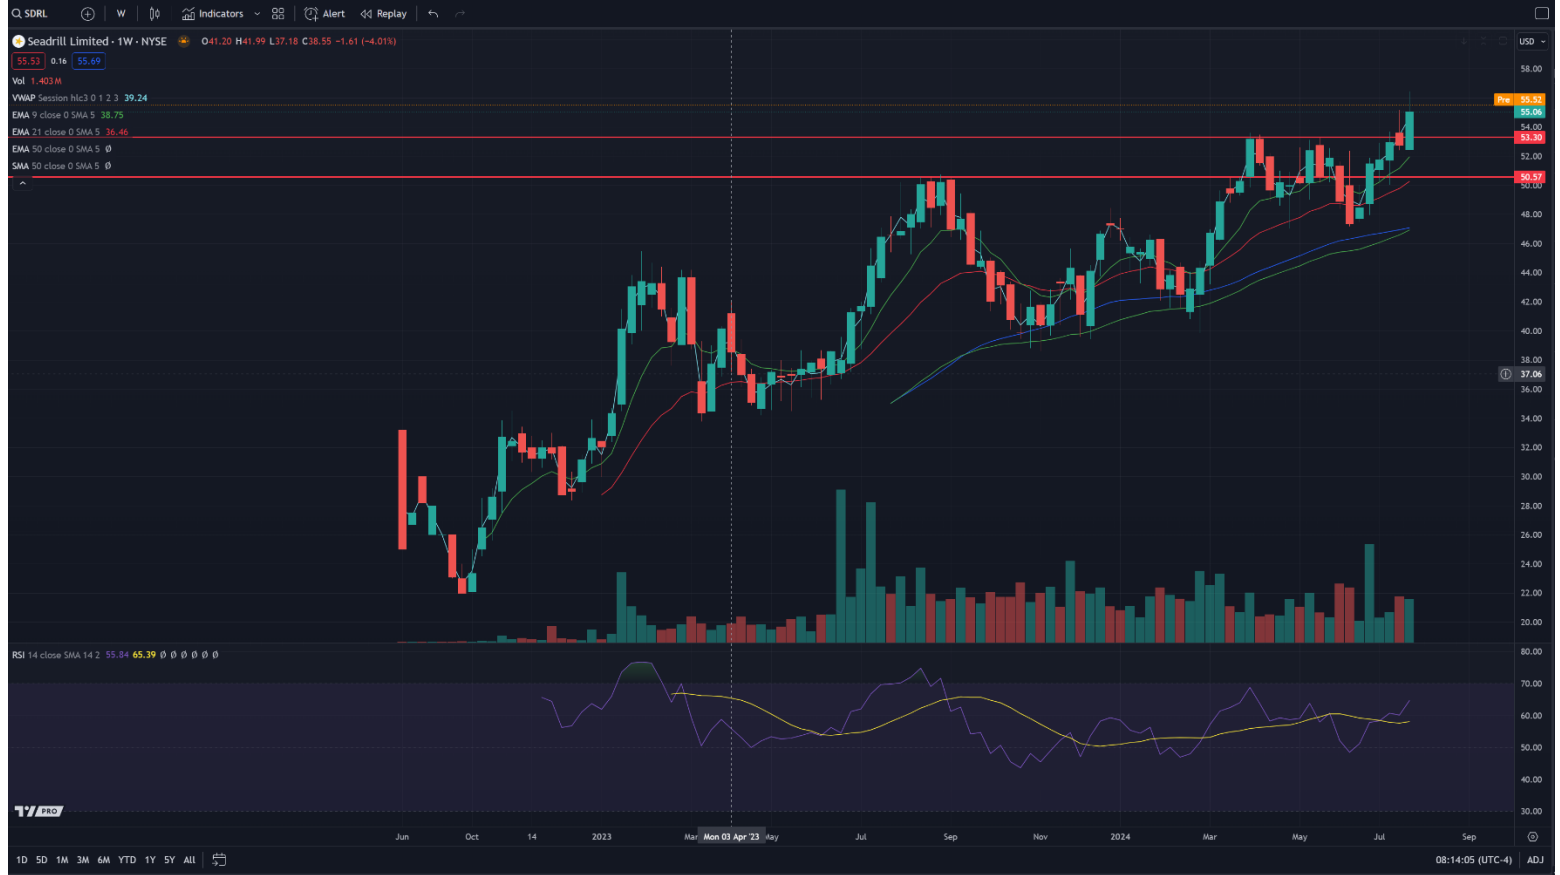 SDRL W Indicators Alert Replay
Seadrill Limited · 1W · NYSE O41.20 H41.99 L37.18 C38.55 −1.61 (−4.01%)
USD
55.53 0.16 55.69
58.00
Vol 1.403 M
VWAP Session hlc3 0 1 2 3 39.24
Pre 55.52
55.06
EMA 9 close 0 SMA 5 38.75
54.00
EMA 21 close 0 SMA 5 36.46
53.30
EMA 50 close 0 SMA 5 Ø
52.00
SMA 50 close 0 SMA 5 Ø
50.57
50.00
48.00
46.00
44.00
42.00
40.00
38.00
37.06
36.00
34.00
32.00
30.00
28.00
26.00
24.00
22.00
20.00
RSI 14 close SMA 14 2 55.84 65.39 Ø Ø Ø Ø Ø Ø
80.00
70.00
60.00
50.00
40.00
30.00
TV PRO
Jun Oct 14 2023 Mar Mon 03 Apr '23 May Jul Sep Nov 2024 Mar May Jul Sep
1D 5D 1M 3M 6M YTD 1Y 5Y All 08:14:05 (UTC-4) ADJ